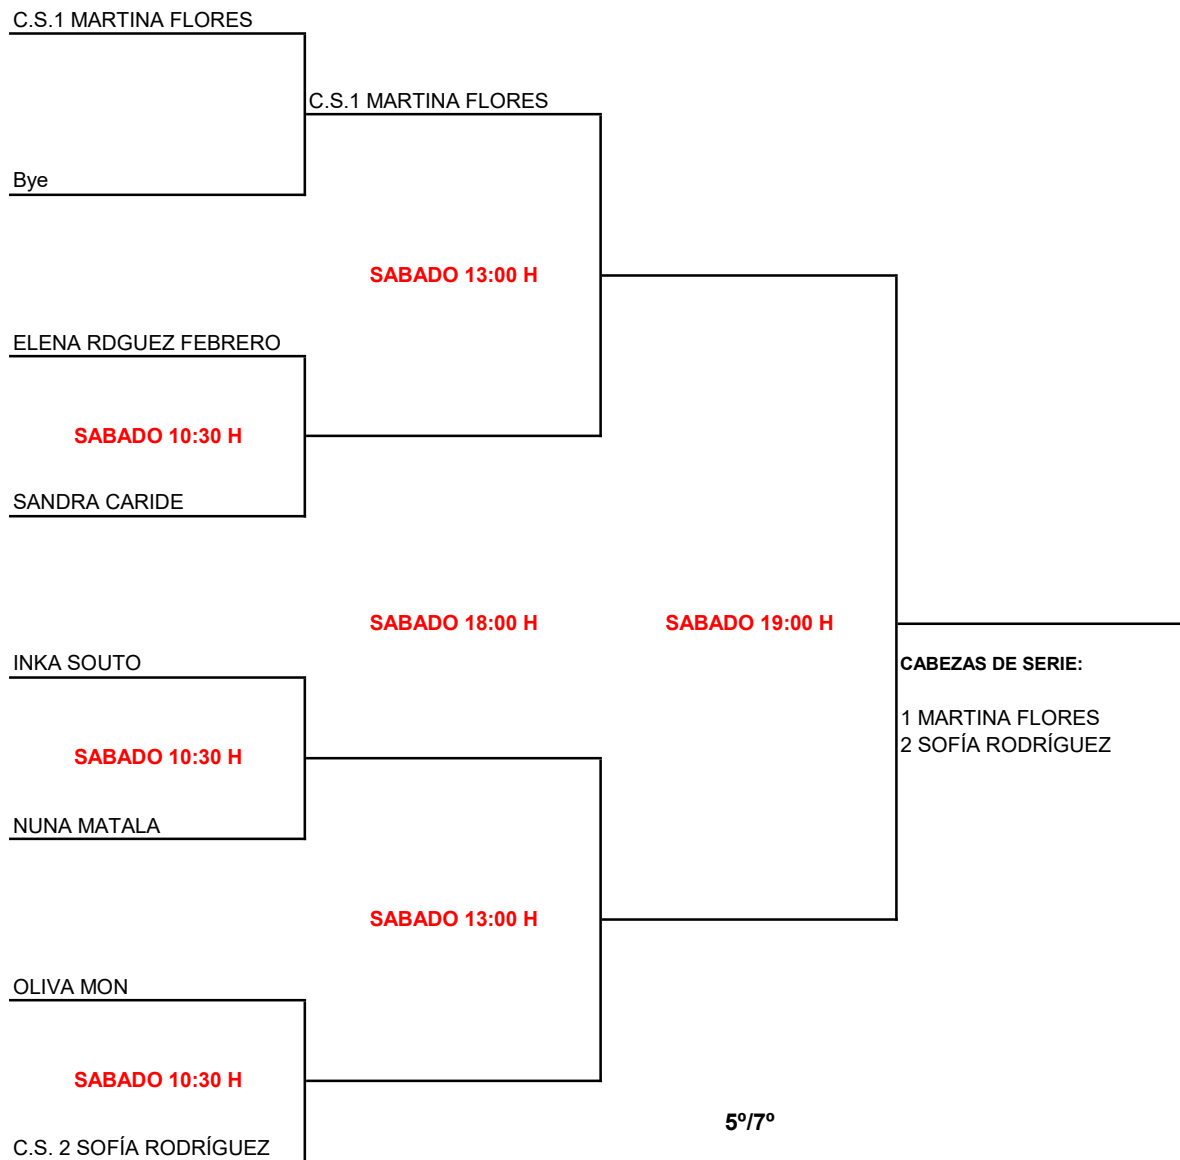 C.S.1 MARTINA FLORES
C.S.1 MARTINA FLORES
Bye
SABADO 13:00 H
ELENA RDGUEZ FEBRERO
SABADO 10:30 H
SANDRA CARIDE
SABADO 18:00 H
SABADO 19:00 H
INKA SOUTO
CABEZAS DE SERIE:
1 MARTINA FLORES
2 SOFÍA RODRÍGUEZ
SABADO 10:30 H
NUNA MATALA
SABADO 13:00 H
OLIVA MON
SABADO 10:30 H
5º/7º
C.S. 2 SOFÍA RODRÍGUEZ